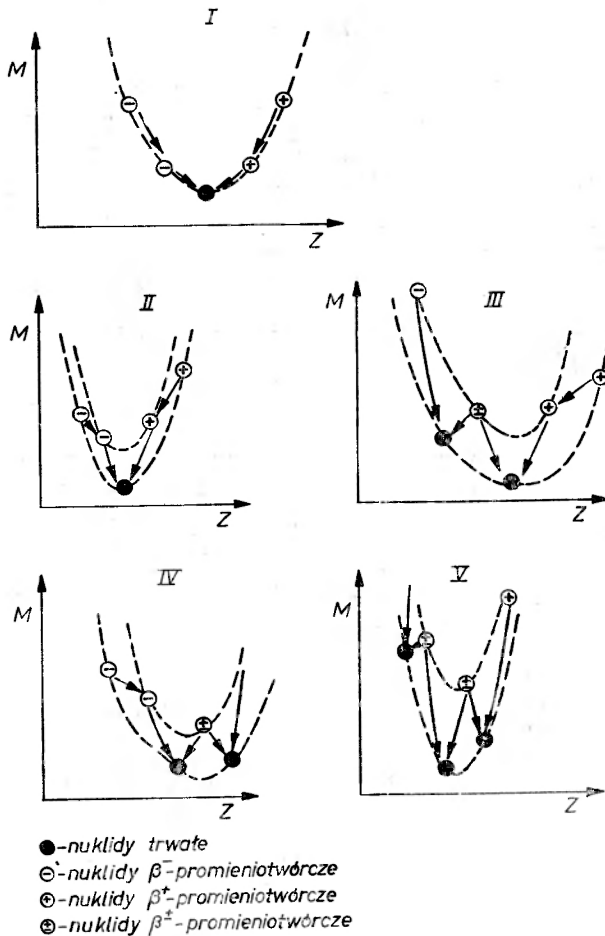 I
M
Z
II
M
Z
III
M
Z
IV
M
Z
V
M
Z
●-nuklidy trwałe
⊖-nuklidy β⁻-promieniotwórcze
⊕-nuklidy β⁺-promieniotwórcze
±-nuklidy β±-promieniotwórcze